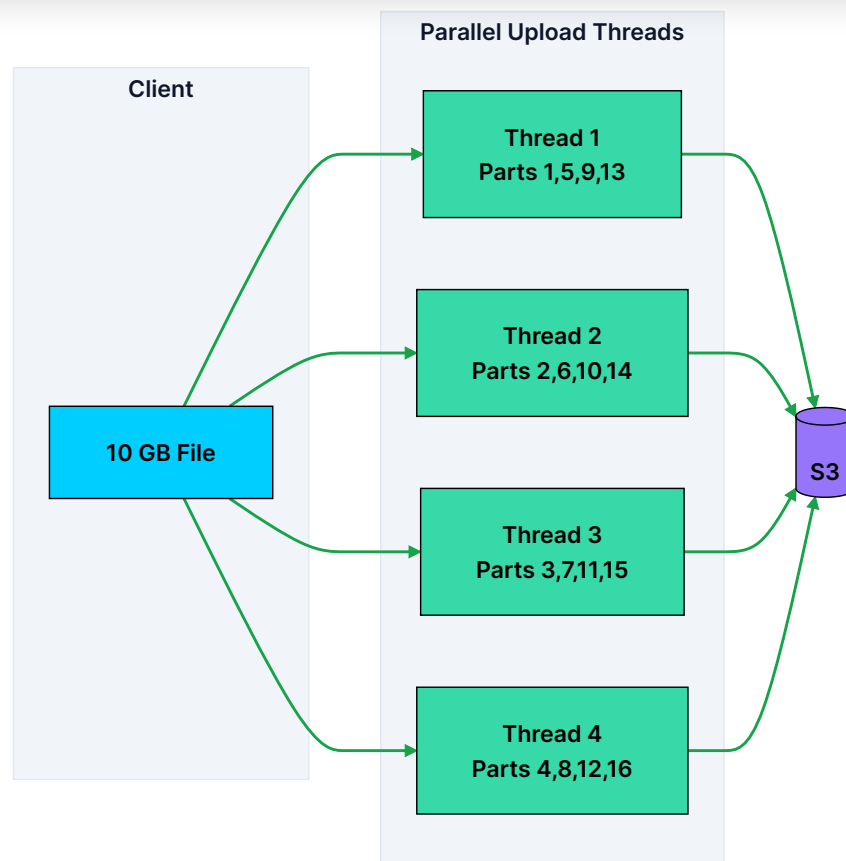 Parallel Upload Threads
Client
Thread 1
Parts 1,5,9,13
Thread 2
Parts 2,6,10,14
10 GB File
S3
Thread 3
Parts 3,7,11,15
Thread 4
Parts 4,8,12,16